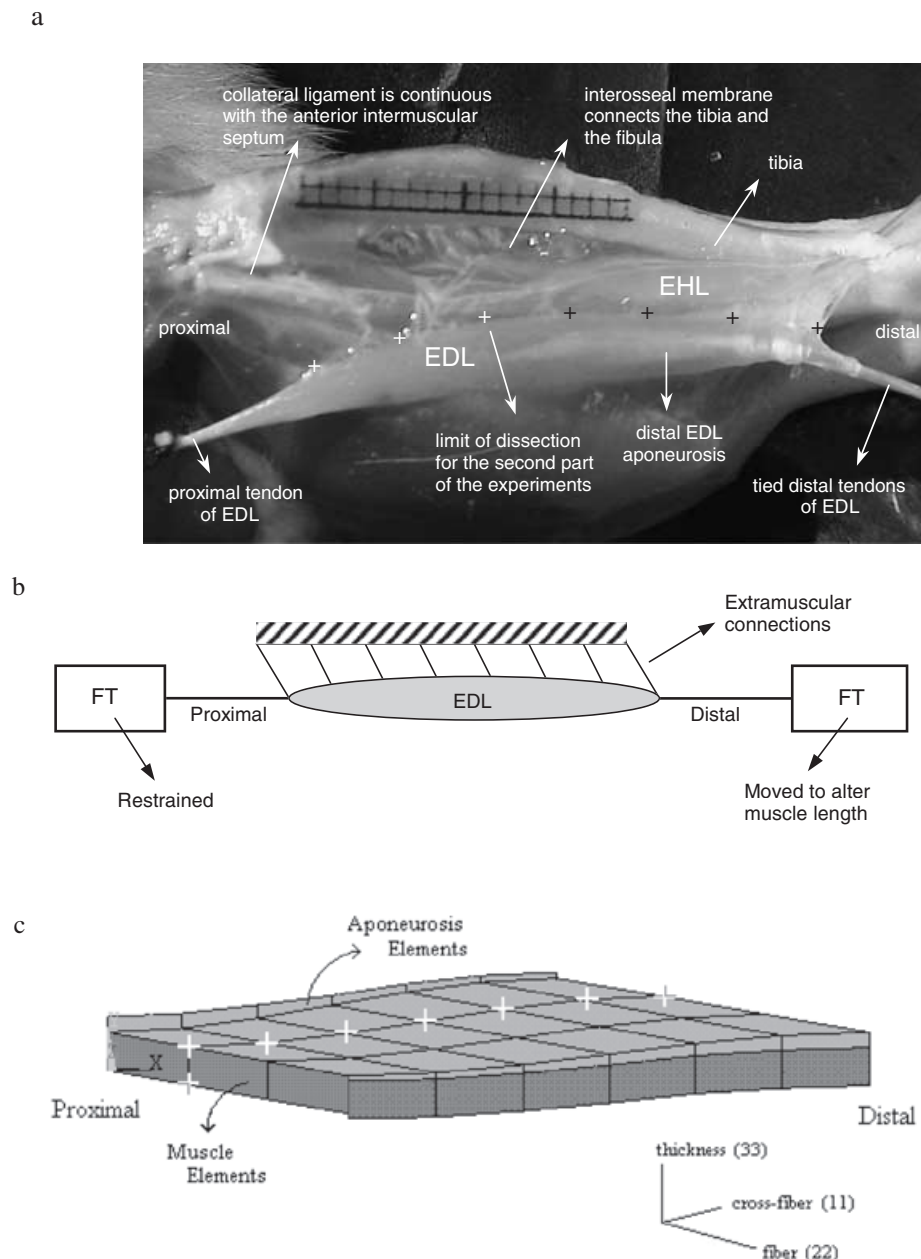 a
collateral ligament is continuous
with the anterior intermuscular
septum
interosseal membrane
connects the tibia and
the fibula
tibia
EHL
proximal
distal
EDL
limit of dissection
for the second part
of the experiments
distal EDL
aponeurosis
proximal tendon
of EDL
tied distal tendons
of EDL
b
Extramuscular
connections
FT
Proximal
EDL
Distal
FT
Restrained
Moved to alter
muscle length
c
Aponeurosis
Elements
X
Proximal
Distal
Muscle
Elements
thickness (33)
cross-fiber (11)
fiber (22)